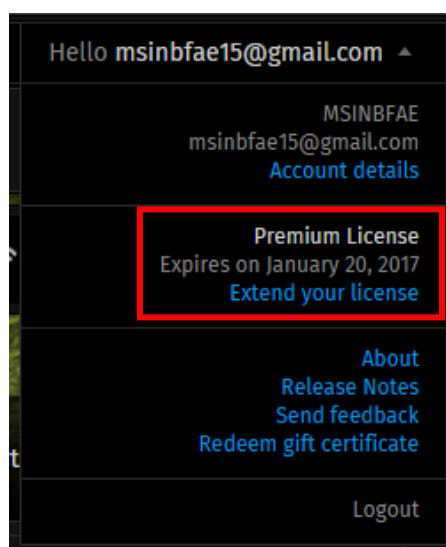 Hello msinbfae15@gmail.com
MSINBFAE
msinbfae15@gmail.com
Account details
Premium License
Expires on January 20, 2017
Extend your license
About
Release Notes
Send feedback
Redeem gift certificate
Logout